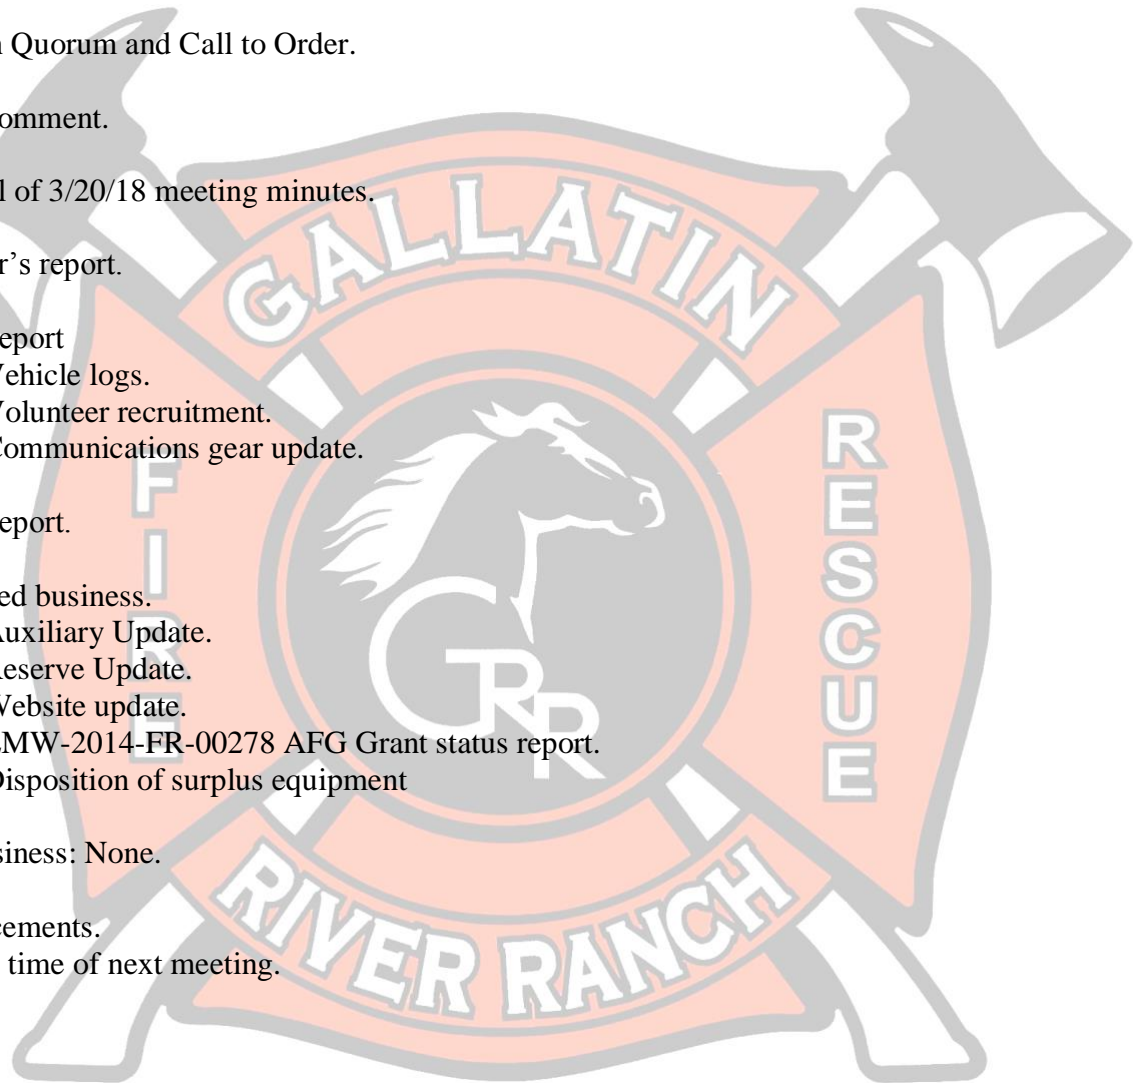 Quorum and Call to Order.
omment.
of 3/20/18 meeting minutes.
r’s report.
eport
Vehicle logs.
Volunteer recruitment.
Communications gear update.
eport.
ed business.
Auxiliary Update.
Reserve Update.
Website update.
EMW-2014-FR-00278 AFG Grant status report.
Disposition of surplus equipment
siness: None.
cements.
time of next meeting.
GALLATIN
FIRE
RESCUE
GRR
RIVER RANCH